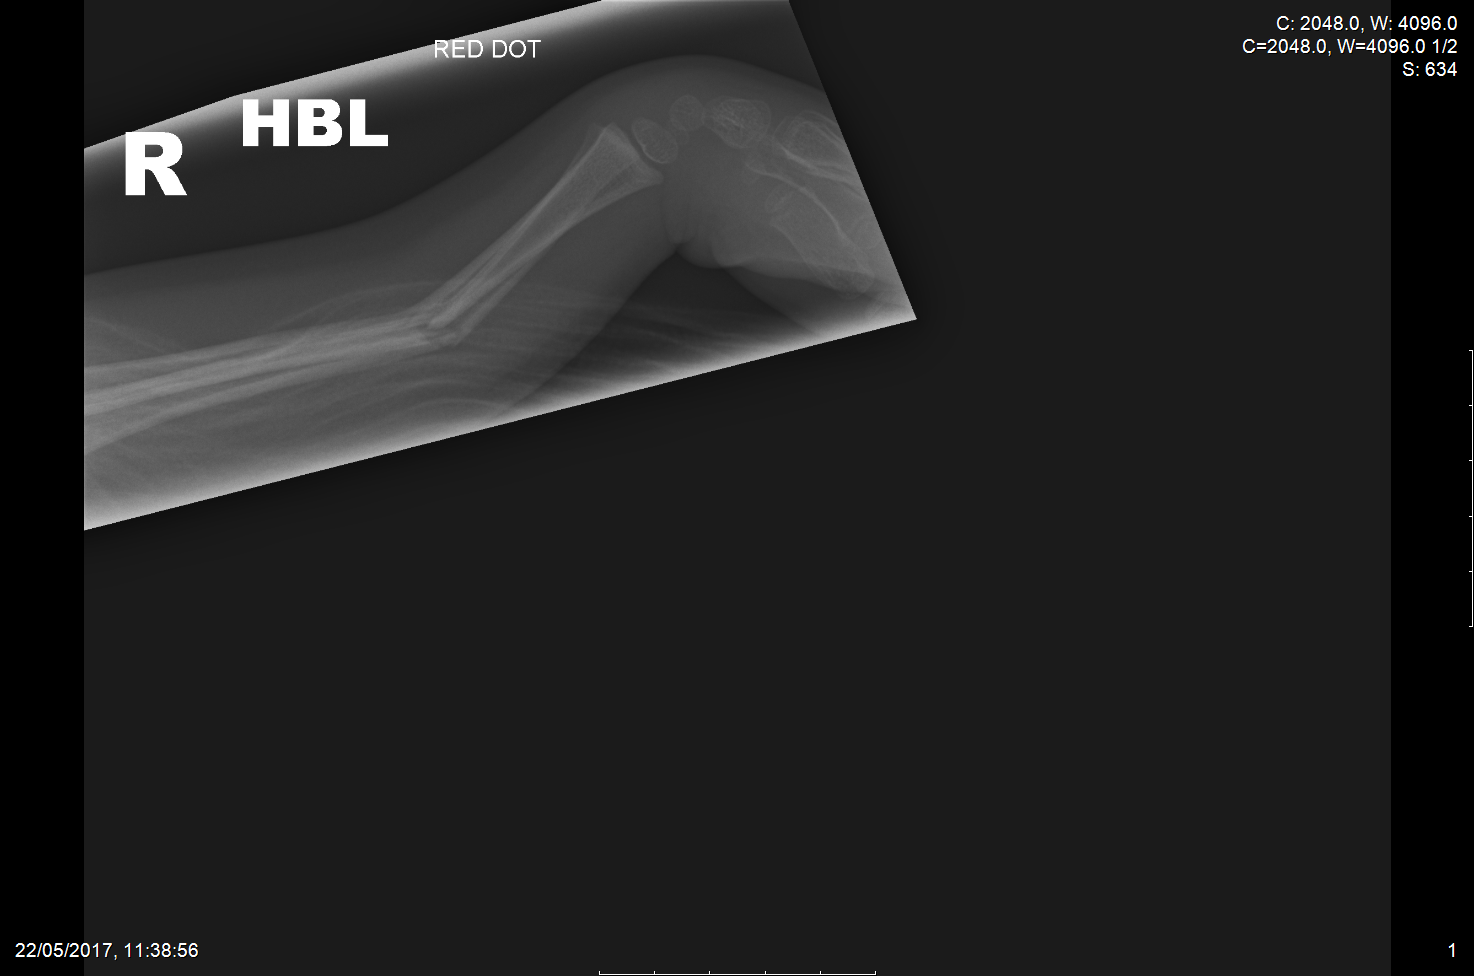 C: 2048.0, W: 4096.0
C=2048.0, W=4096.0 1/2
S: 634
RED DOT
HBL
R
22/05/2017, 11:38:56
1